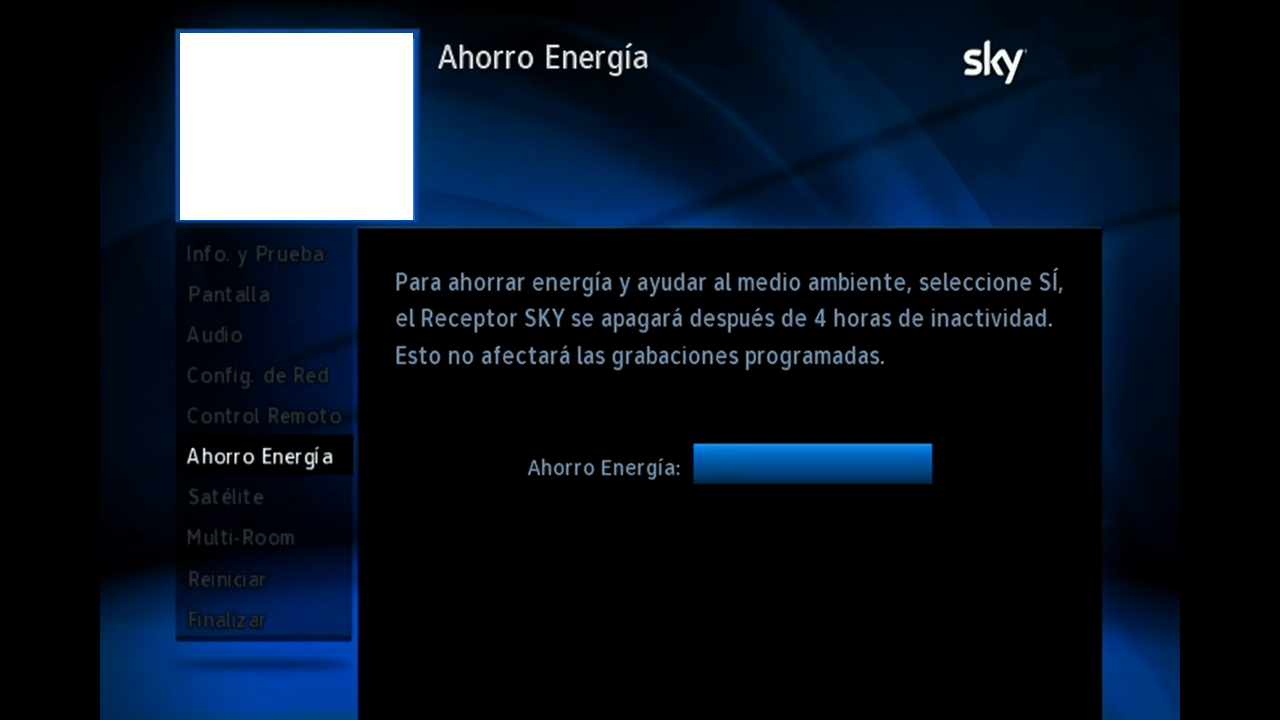 Ahorro Energía
sky
Info. y Prueba
Pantalla
Audio
Config. de Red
Control Remoto
Ahorro Energía
Satélite
Multi-Room
Reiniciar
Finalizar
Para ahorrar energía y ayudar al medio ambiente, seleccione SÍ,
el Receptor SKY se apagará después de 4 horas de inactividad.
Esto no afectará las grabaciones programadas.
Ahorro Energía: